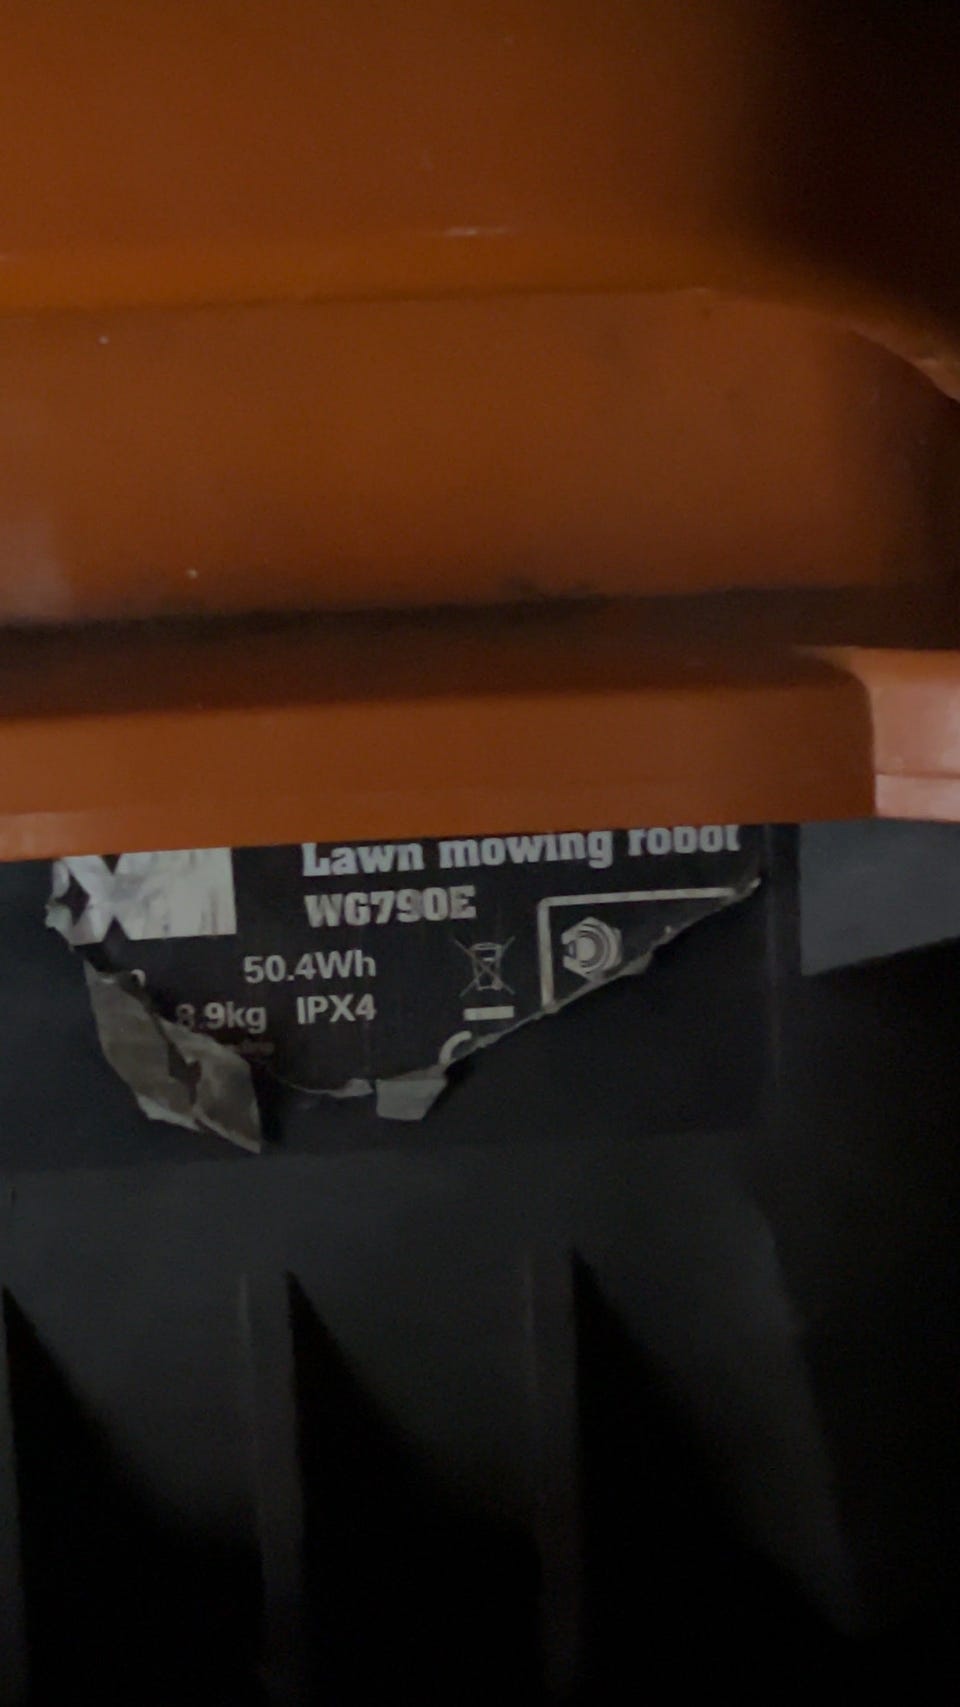 Lawn mowing robot
WG790E
50.4Wh
8.9kg IPX4